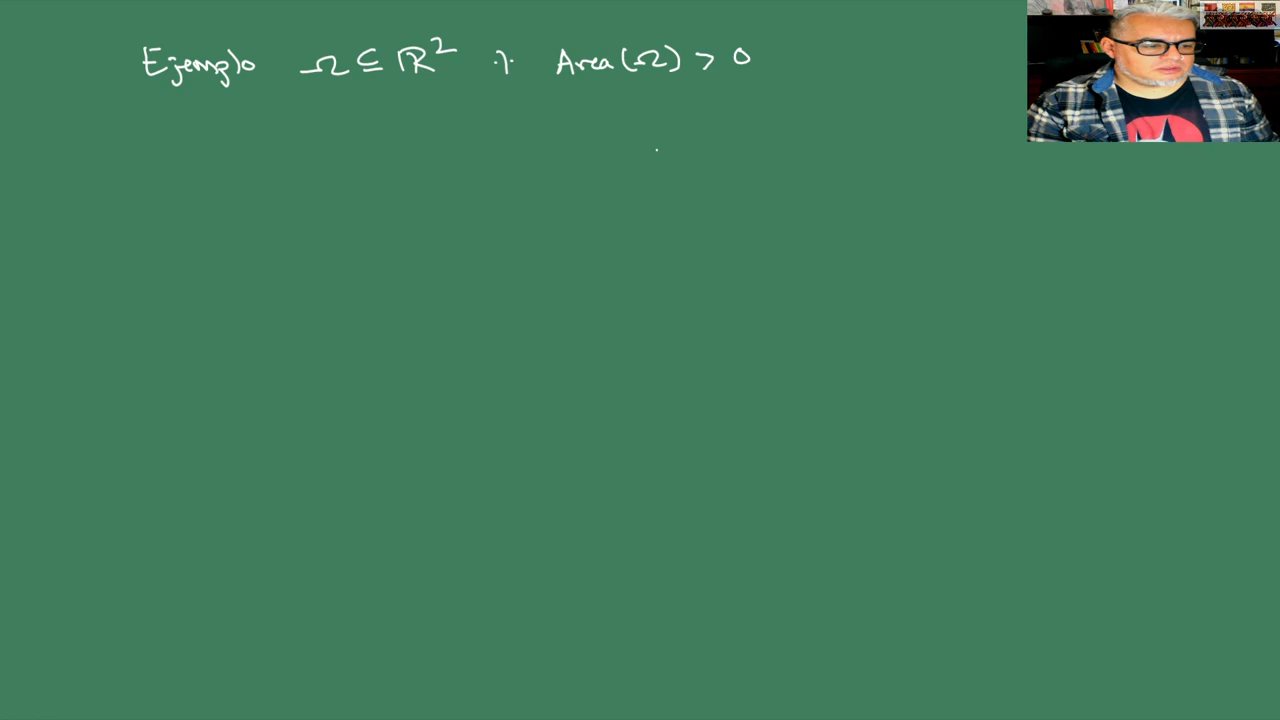 Ejemplo Ω ⊆ ℝ² ∴ Area(Ω) > 0